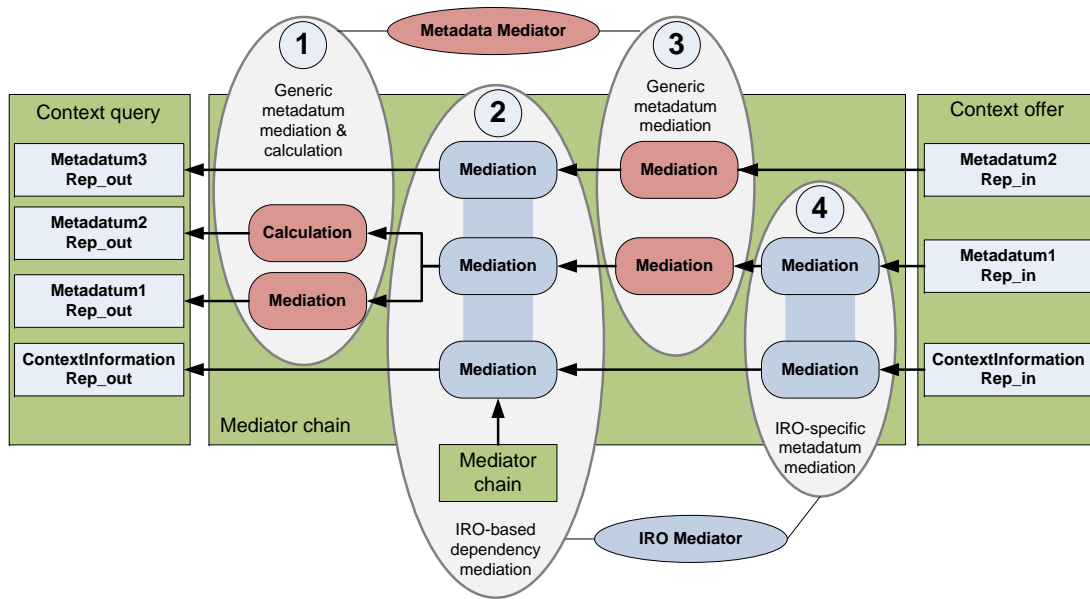 Metadata Mediator
1
Generic
metadatum
mediation &
calculation
2
3
Generic
metadatum
mediation
4
Context query
Metadatum3
Rep_out
Metadatum2
Rep_out
Metadatum1
Rep_out
ContextInformation
Rep_out
Calculation
Mediation
Mediation
Mediation
Mediation
Mediation
Mediation
Mediation
Mediation
Context offer
Metadatum2
Rep_in
Metadatum1
Rep_in
ContextInformation
Rep_in
Mediator chain
Mediator
chain
IRO-based
dependency
mediation
IRO-specific
metadatum
mediation
IRO Mediator